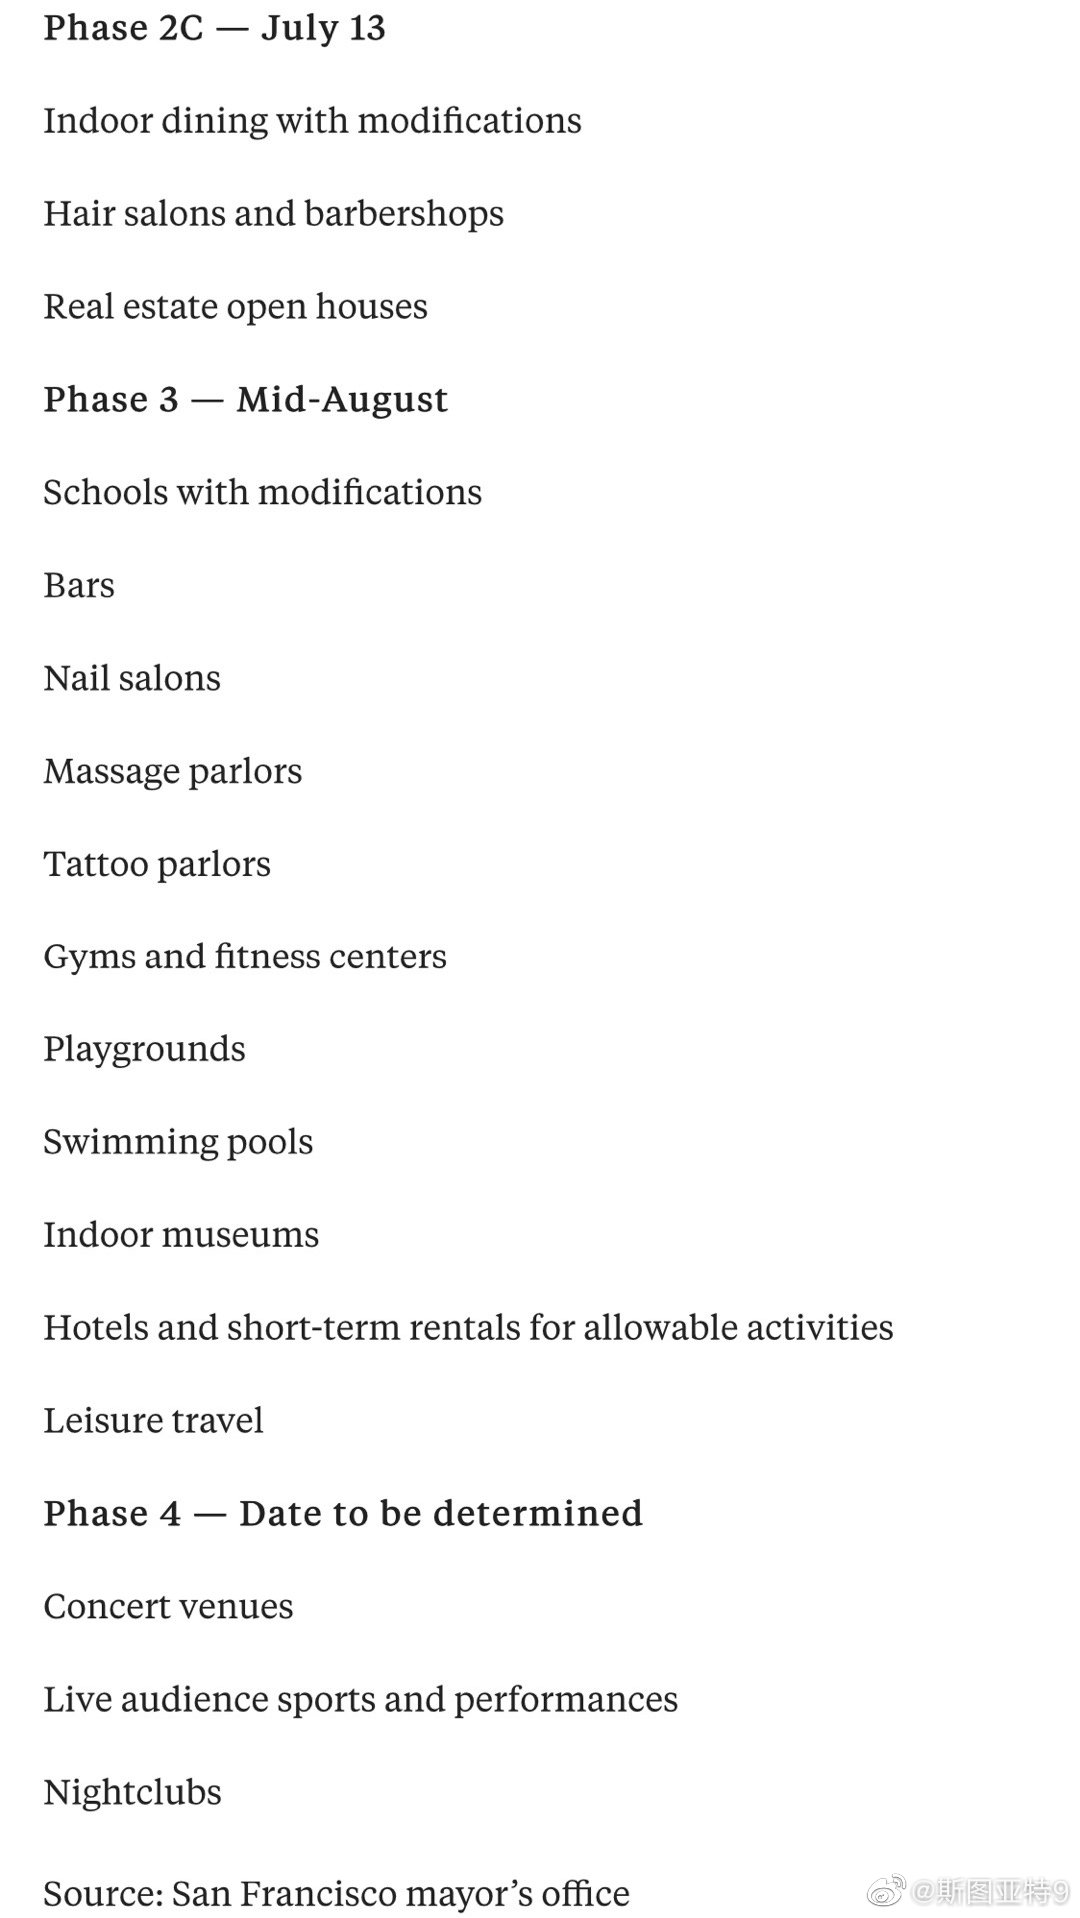 Phase 2C — July 13
Indoor dining with modifications
Hair salons and barbershops
Real estate open houses
Phase 3 — Mid-August
Schools with modifications
Bars
Nail salons
Massage parlors
Tattoo parlors
Gyms and fitness centers
Playgrounds
Swimming pools
Indoor museums
Hotels and short-term rentals for allowable activities
Leisure travel
Phase 4 — Date to be determined
Concert venues
Live audience sports and performances
Nightclubs
Source: San Francisco mayor’s office
@斯图亚特9